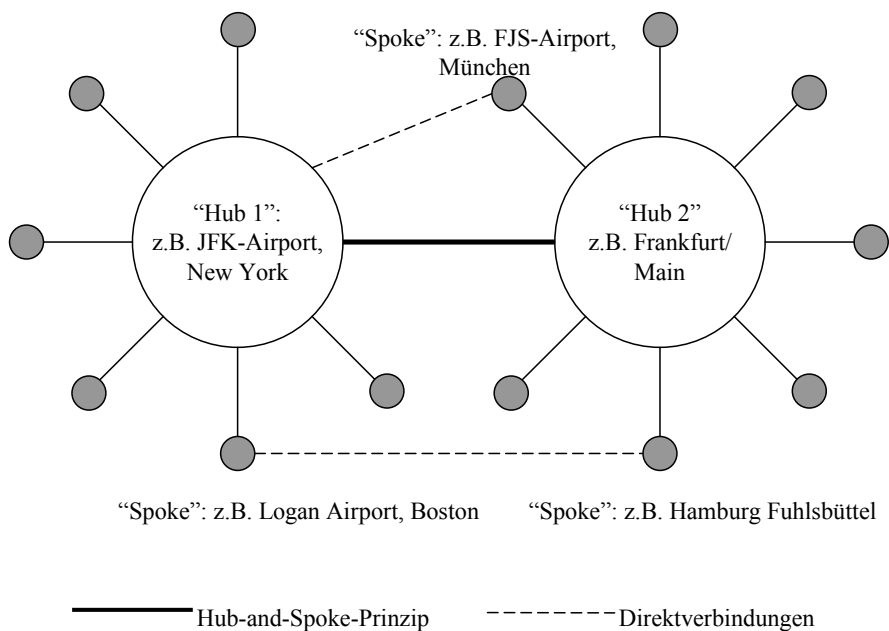 “Spoke”: z.B. FJS-Airport,
München
“Hub 1”:
z.B. JFK-Airport,
New York
“Hub 2”
z.B. Frankfurt/
Main
“Spoke”: z.B. Logan Airport, Boston
“Spoke”: z.B. Hamburg Fuhlsbüttel
Hub-and-Spoke-Prinzip
Direktverbindungen